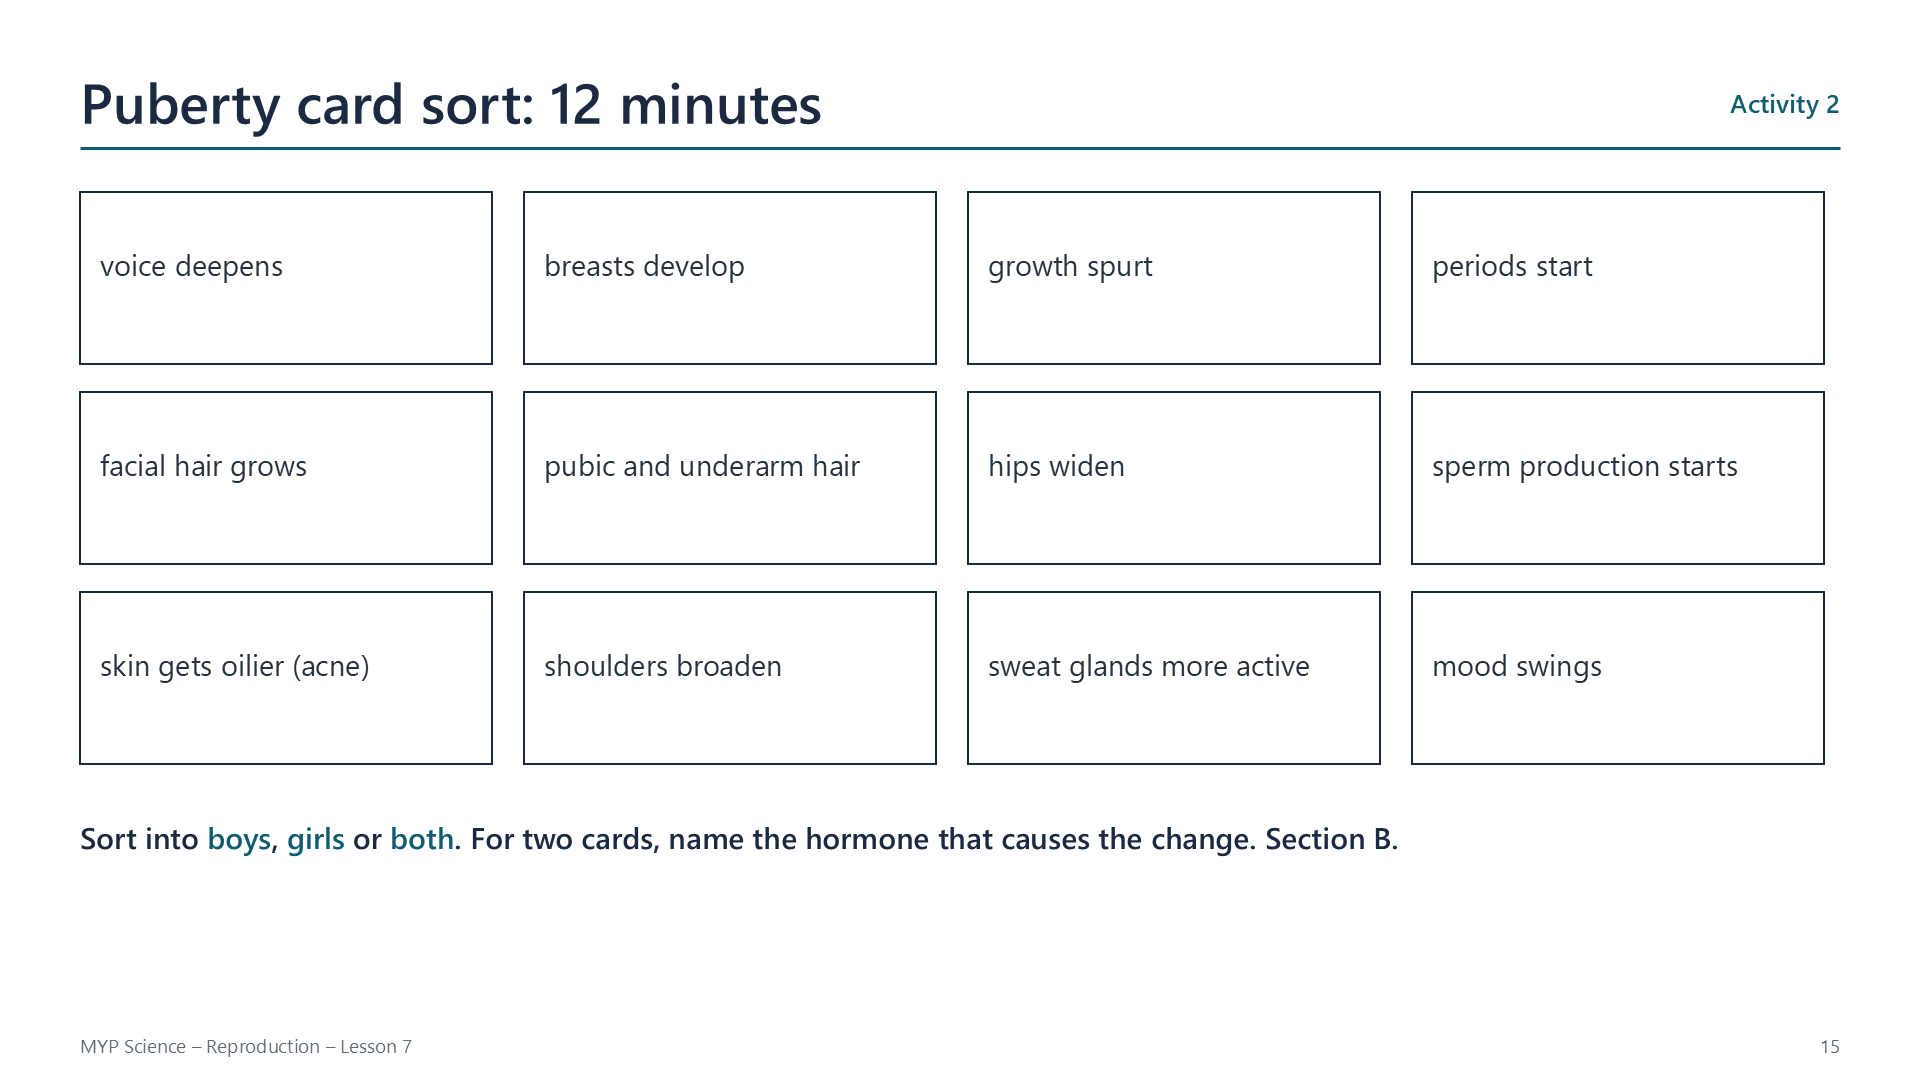 Puberty card sort: 12 minutes
Activity 2
voice deepens
breasts develop
growth spurt
periods start
facial hair grows
pubic and underarm hair
hips widen
sperm production starts
skin gets oilier (acne)
shoulders broaden
sweat glands more active
mood swings
Sort into boys, girls or both. For two cards, name the hormone that causes the change. Section B.
MYP Science – Reproduction – Lesson 7
15